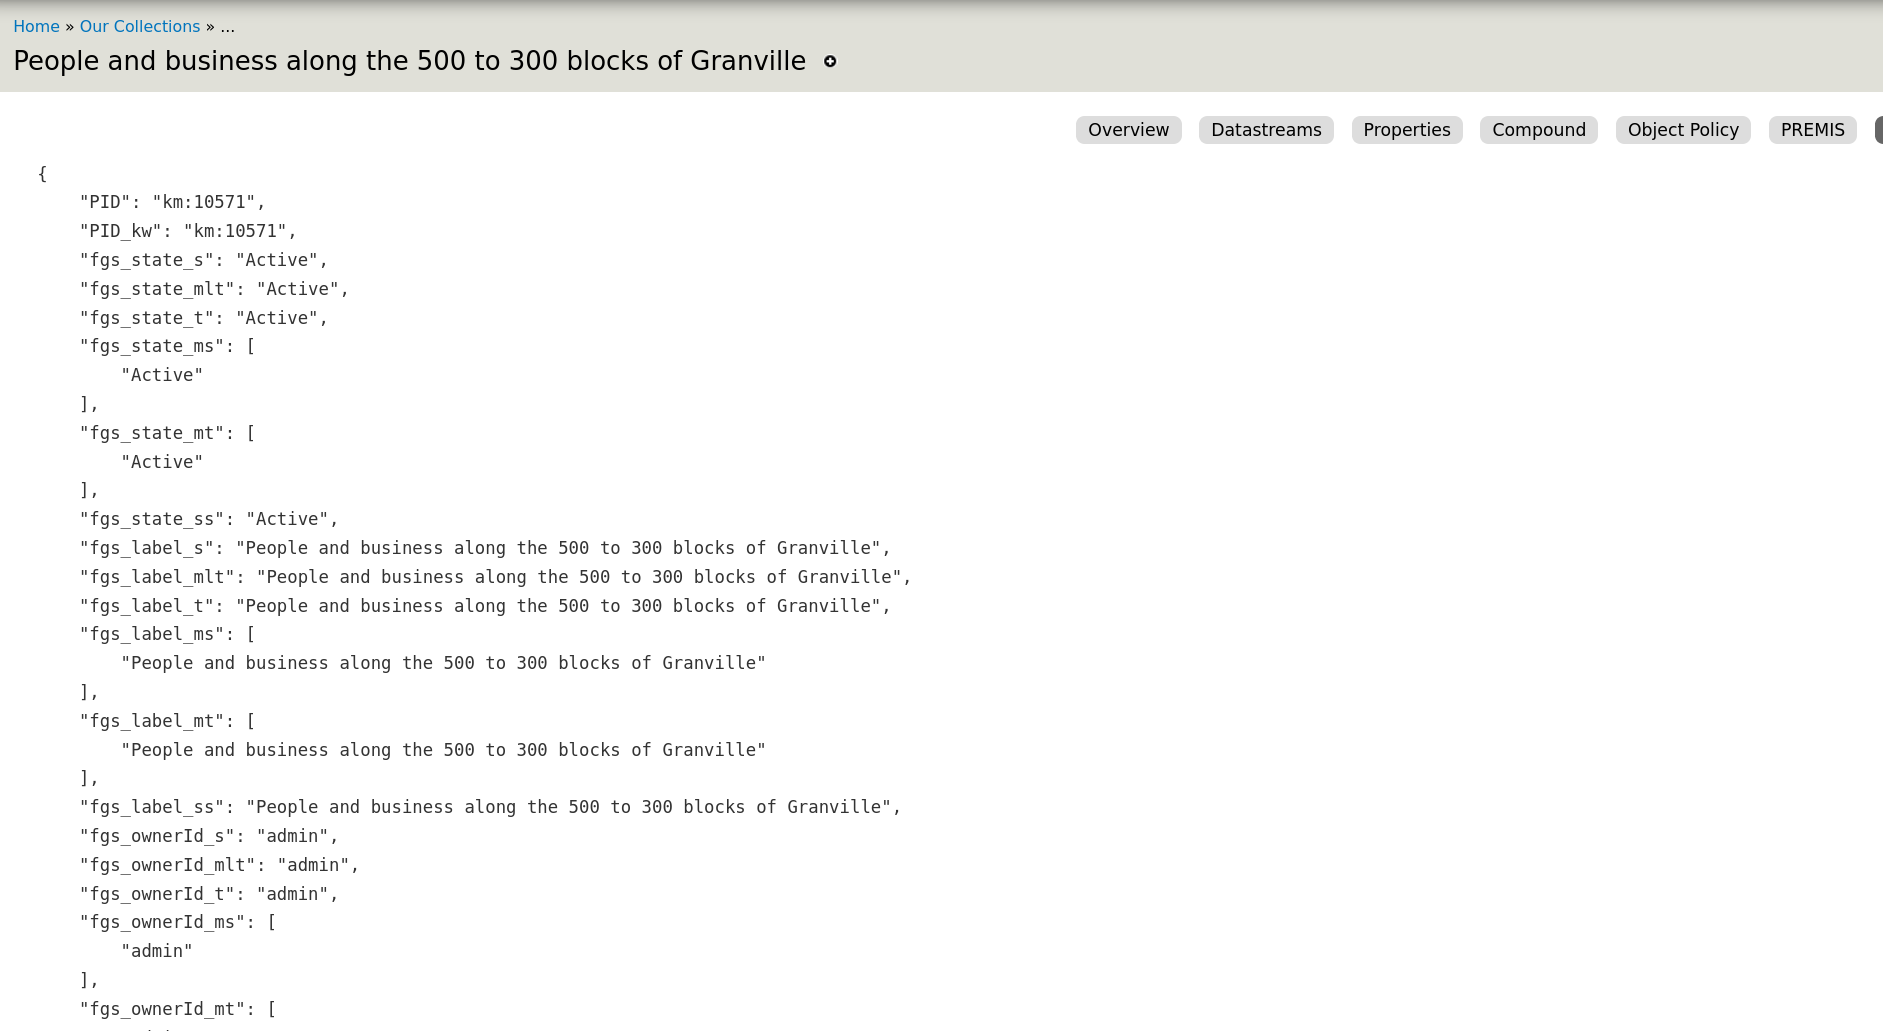 Home » Our Collections » ...
People and business along the 500 to 300 blocks of Granville
Overview Datastreams Properties Compound Object Policy PREMIS
{
    "PID": "km:10571",
    "PID_kw": "km:10571",
    "fgs_state_s": "Active",
    "fgs_state_mlt": "Active",
    "fgs_state_t": "Active",
    "fgs_state_ms": [
        "Active"
    ],
    "fgs_state_mt": [
        "Active"
    ],
    "fgs_state_ss": "Active",
    "fgs_label_s": "People and business along the 500 to 300 blocks of Granville",
    "fgs_label_mlt": "People and business along the 500 to 300 blocks of Granville",
    "fgs_label_t": "People and business along the 500 to 300 blocks of Granville",
    "fgs_label_ms": [
        "People and business along the 500 to 300 blocks of Granville"
    ],
    "fgs_label_mt": [
        "People and business along the 500 to 300 blocks of Granville"
    ],
    "fgs_label_ss": "People and business along the 500 to 300 blocks of Granville",
    "fgs_ownerId_s": "admin",
    "fgs_ownerId_mlt": "admin",
    "fgs_ownerId_t": "admin",
    "fgs_ownerId_ms": [
        "admin"
    ],
    "fgs_ownerId_mt": [